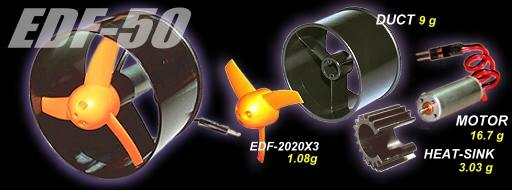 EDF-50
DUCT 9 g
EDF-2020X3
1.08g
MOTOR
16.7 g
HEAT-SINK
3.03 g